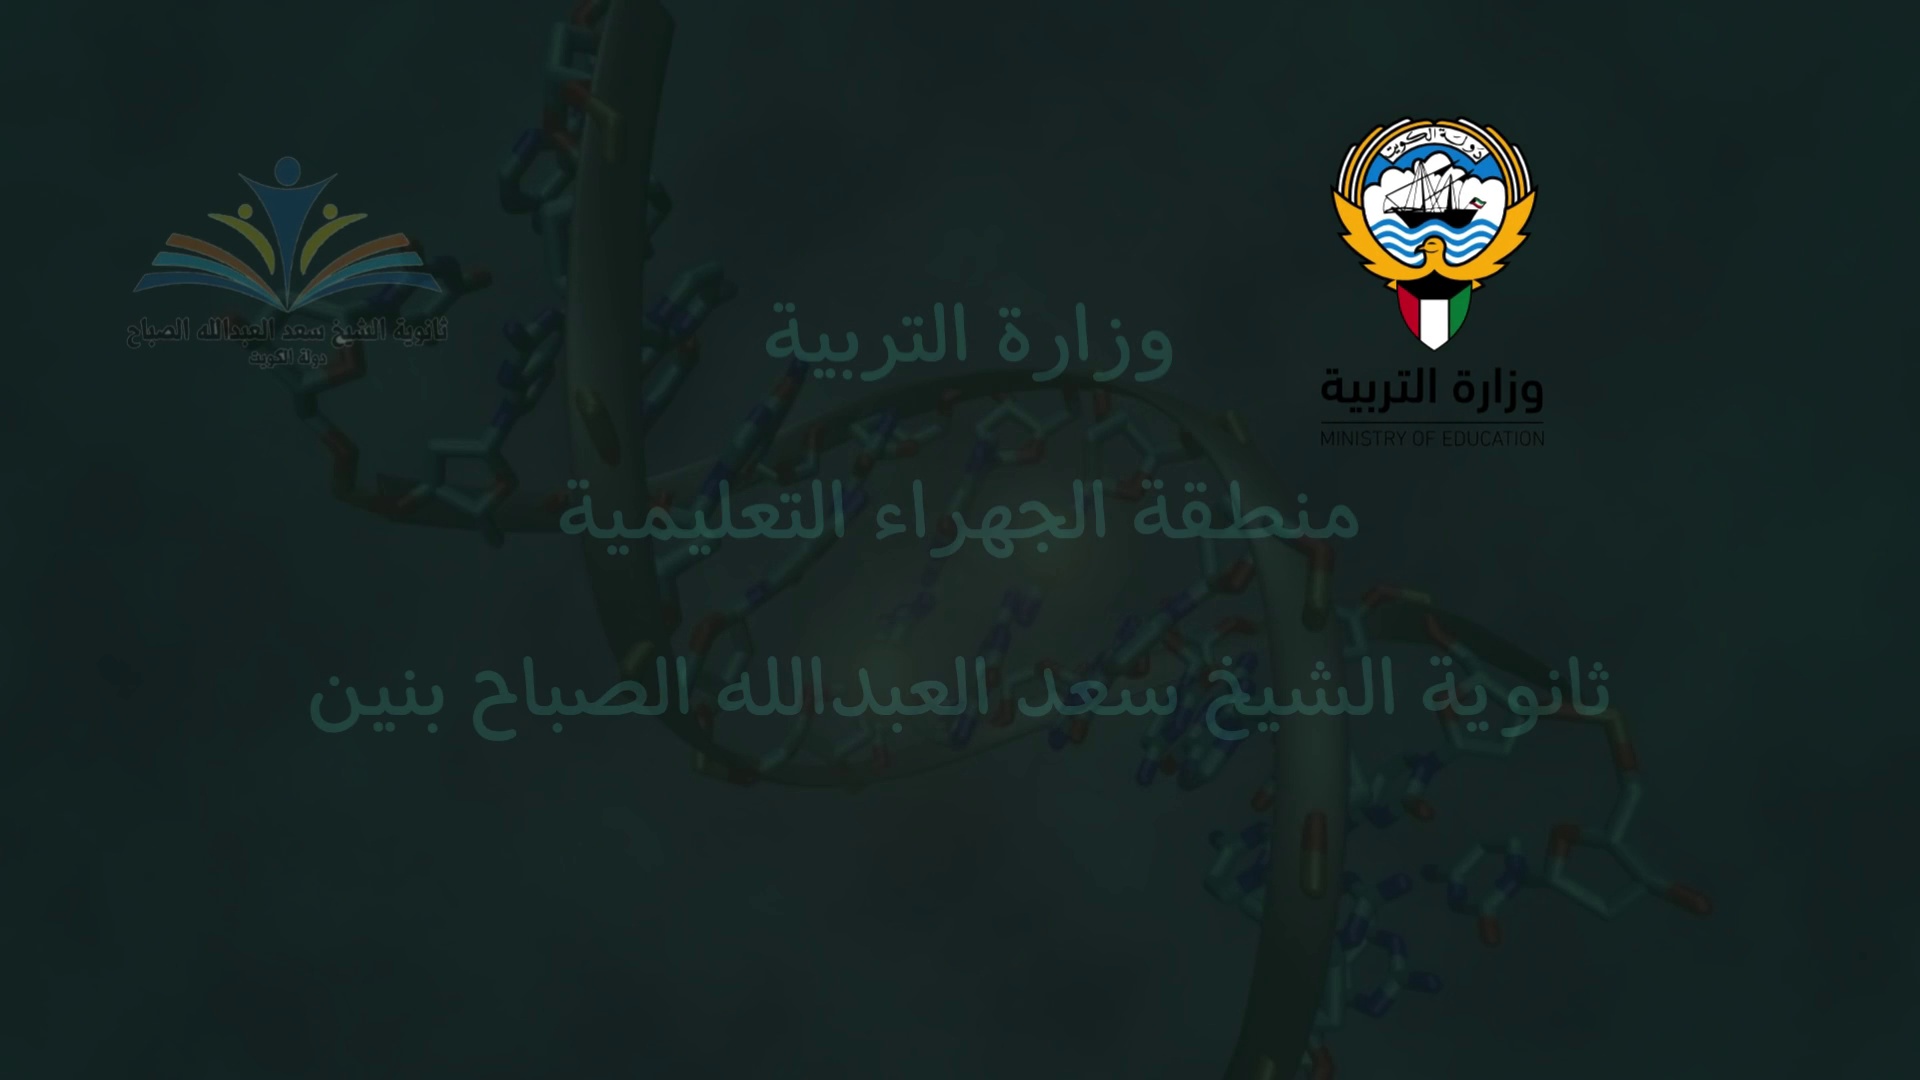 دولة الكويت
وزارة التربية
MINISTRY OF EDUCATION
ثانوية الشيخ سعد العبدالله الصباح
دولة الكويت
وزارة التربية
منطقة الجهراء التعليمية
ثانوية الشيخ سعد العبدالله الصباح بنين